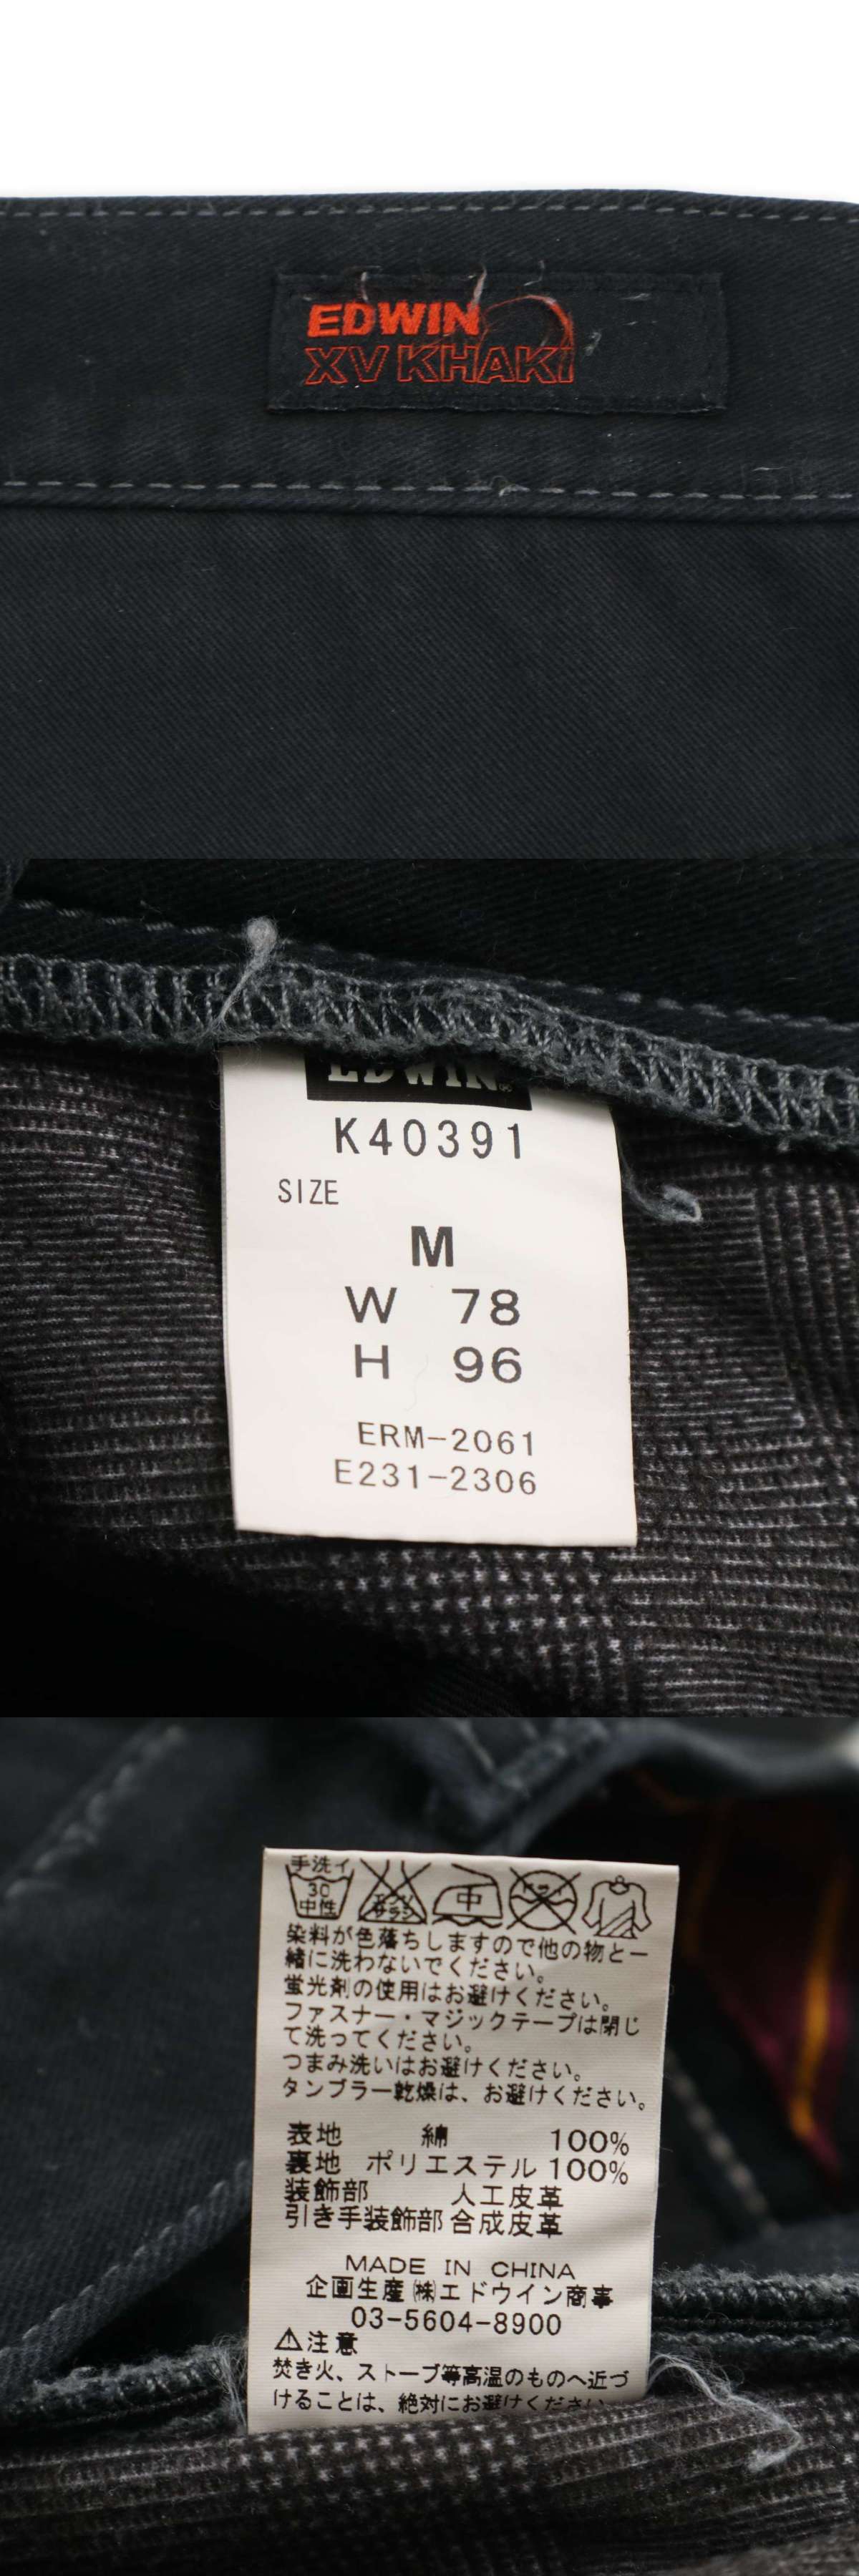 EDWIN
XV KHAKI
EDWIN
K40391
SIZE
M
W 78
H 96
ERM-2061
E231-2306
手洗イ
30
中性
中
染料が色落ちしますので他の物と一
緒に洗わないでください。
蛍光剤の使用はお避けください。
ファスナー・マジックテープは閉じ
て洗ってください。
つまみ洗いはお避けください。
タンブラー乾燥は、お避けください。
表地 綿 100%
裏地 ポリエステル 100%
装飾部 人工皮革
引き手装飾部 合成皮革
MADE IN CHINA
企画生産 ㈱エドウイン商事
03-5604-8900
⚠注意
焚き火、ストーブ等高温のものへ近づ
けることは、絶対にお避けください